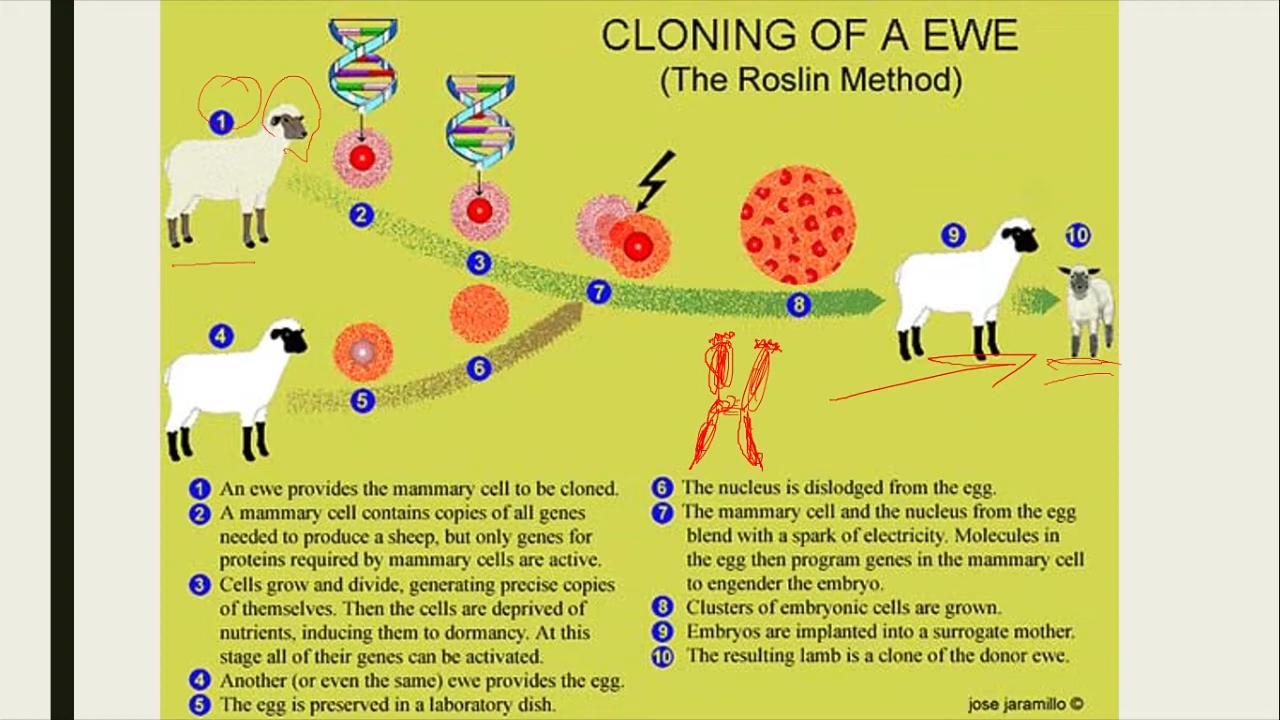 CLONING OF A EWE
(The Roslin Method)
1
2
3
4
5
6
7
8
9
10
1 An ewe provides the mammary cell to be cloned.
2 A mammary cell contains copies of all genes
needed to produce a sheep, but only genes for
proteins required by mammary cells are active.
3 Cells grow and divide, generating precise copies
of themselves. Then the cells are deprived of
nutrients, inducing them to dormancy. At this
stage all of their genes can be activated.
4 Another (or even the same) ewe provides the egg.
5 The egg is preserved in a laboratory dish.
6 The nucleus is dislodged from the egg.
7 The mammary cell and the nucleus from the egg
blend with a spark of electricity. Molecules in
the egg then program genes in the mammary cell
to engender the embryo.
8 Clusters of embryonic cells are grown.
9 Embryos are implanted into a surrogate mother.
10 The resulting lamb is a clone of the donor ewe.
jose jaramillo ©